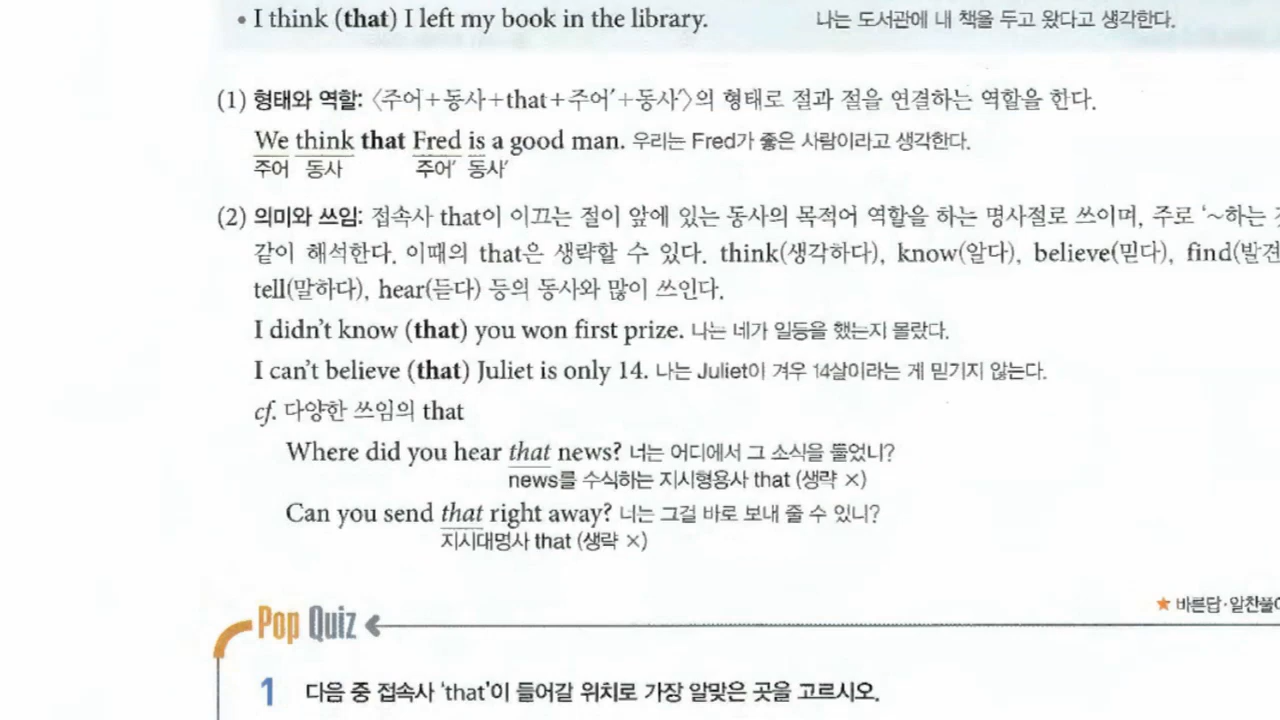 • I think (that) I left my book in the library. 나는 도서관에 내 책을 두고 왔다고 생각한다.
(1) 형태와 역할: 〈주어+동사+that+주어′+동사′〉의 형태로 절과 절을 연결하는 역할을 한다.
We think that Fred is a good man. 우리는 Fred가 좋은 사람이라고 생각한다.
주어 동사 주어′ 동사′
(2) 의미와 쓰임: 접속사 that이 이끄는 절이 앞에 있는 동사의 목적어 역할을 하는 명사절로 쓰이며, 주로 ‘~하는
같이 해석한다. 이때의 that은 생략할 수 있다. think(생각하다), know(알다), believe(믿다), find(발견
tell(말하다), hear(듣다) 등의 동사와 많이 쓰인다.
I didn’t know (that) you won first prize. 나는 네가 일등을 했는지 몰랐다.
I can’t believe (that) Juliet is only 14. 나는 Juliet이 겨우 14살이라는 게 믿기지 않는다.
cf. 다양한 쓰임의 that
Where did you hear that news? 너는 어디에서 그 소식을 들었니?
news를 수식하는 지시형용사 that (생략 ×)
Can you send that right away? 너는 그걸 바로 보내 줄 수 있니?
지시대명사 that (생략 ×)
Pop Quiz
★ 바른답·알찬풀이
1 다음 중 접속사 ‘that’이 들어갈 위치로 가장 알맞은 곳을 고르시오.